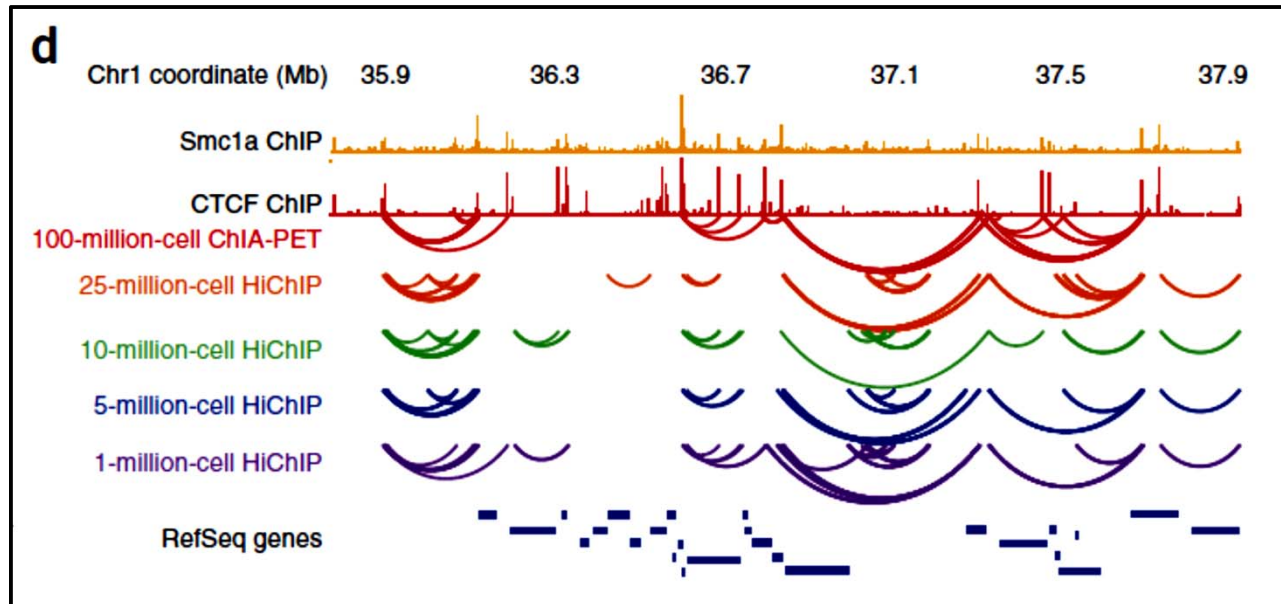 d
Chr1 coordinate (Mb) 35.9 36.3 36.7 37.1 37.5 37.9
Smc1a ChIP
CTCF ChIP
100-million-cell ChIA-PET
25-million-cell HiChIP
10-million-cell HiChIP
5-million-cell HiChIP
1-million-cell HiChIP
RefSeq genes